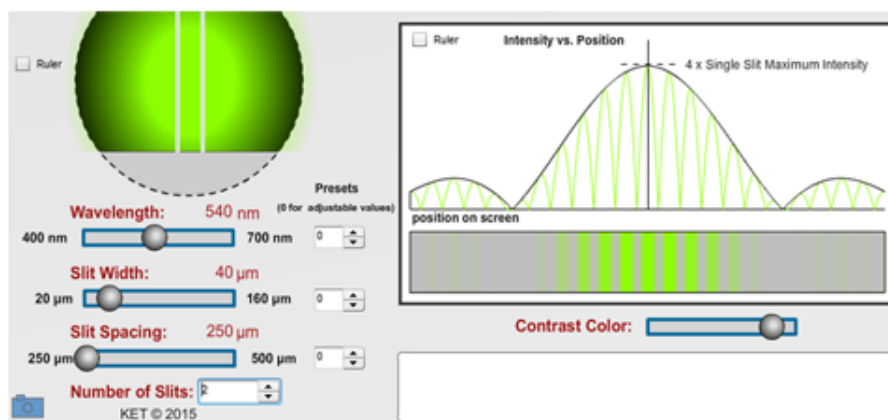 Ruler
Wavelength: 540 nm
400 nm 700 nm
Presets
(0 for adjustable values)
0
Slit Width: 40 µm
20 µm 160 µm 0
Slit Spacing: 250 µm
250 µm 500 µm 0
Number of Slits: 2
KET © 2015
Ruler Intensity vs. Position
4 x Single Slit Maximum Intensity
position on screen
Contrast Color: